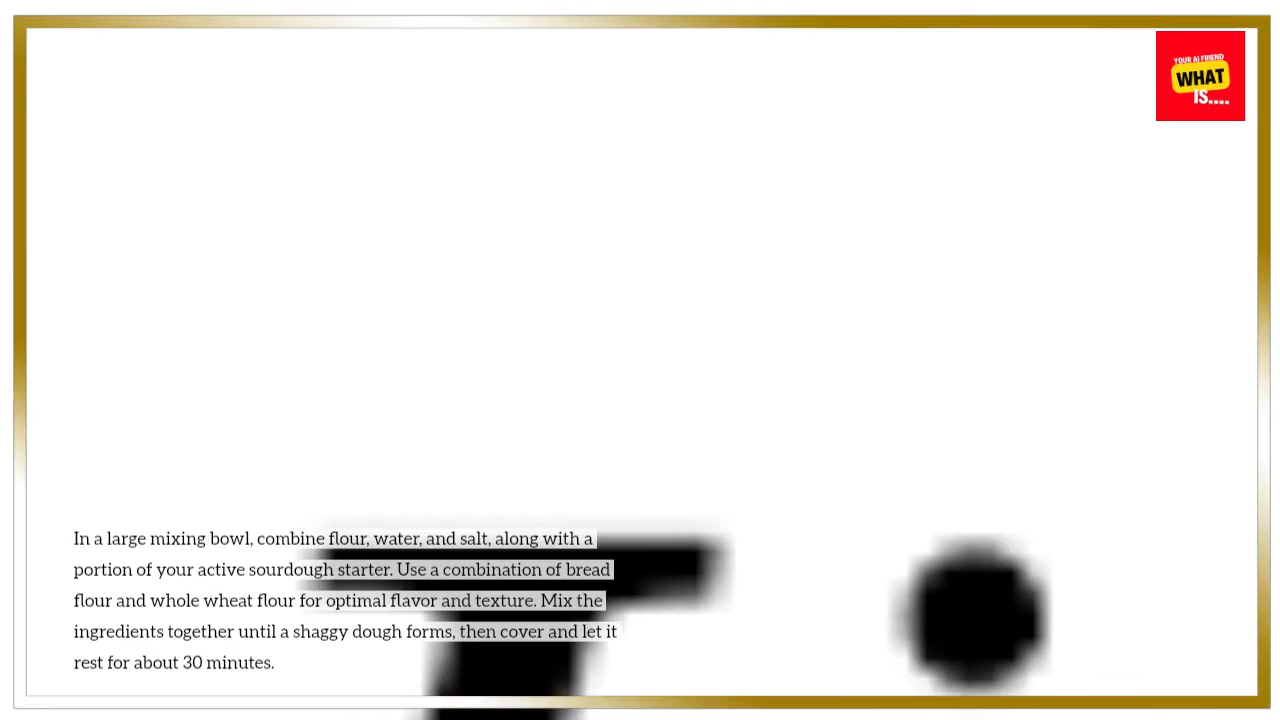 YOUR AI FRIEND
WHAT
IS....
In a large mixing bowl, combine flour, water, and salt, along with a
portion of your active sourdough starter. Use a combination of bread
flour and whole wheat flour for optimal flavor and texture. Mix the
ingredients together until a shaggy dough forms, then cover and let it
rest for about 30 minutes.